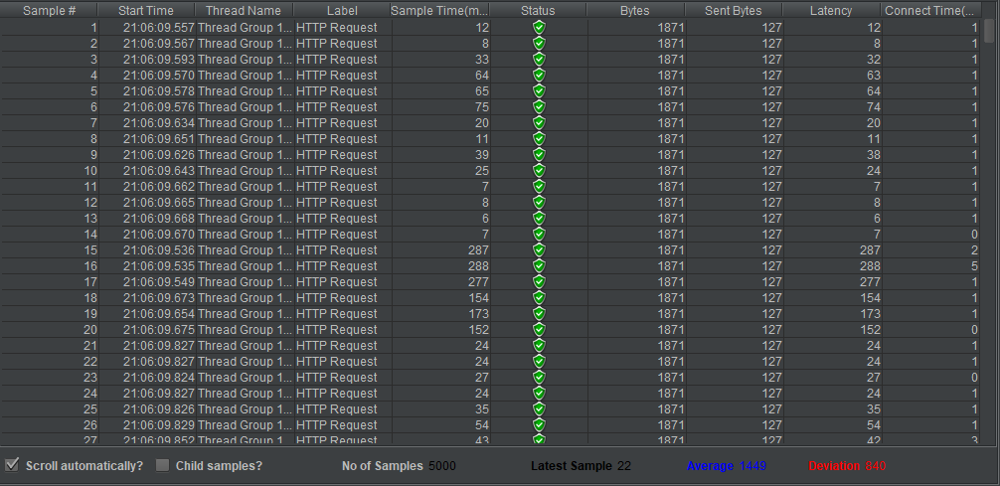 Sample # Start Time Thread Name Label Sample Time(m... Status Bytes Sent Bytes Latency Connect Time(...
1 21:06:09.557 Thread Group 1... HTTP Request 12 1871 127 12 1
2 21:06:09.567 Thread Group 1... HTTP Request 8 1871 127 8 1
3 21:06:09.593 Thread Group 1... HTTP Request 33 1871 127 32 1
4 21:06:09.570 Thread Group 1... HTTP Request 64 1871 127 63 1
5 21:06:09.578 Thread Group 1... HTTP Request 65 1871 127 64 1
6 21:06:09.576 Thread Group 1... HTTP Request 75 1871 127 74 1
7 21:06:09.634 Thread Group 1... HTTP Request 20 1871 127 20 1
8 21:06:09.651 Thread Group 1... HTTP Request 11 1871 127 11 1
9 21:06:09.626 Thread Group 1... HTTP Request 39 1871 127 38 1
10 21:06:09.643 Thread Group 1... HTTP Request 25 1871 127 24 1
11 21:06:09.662 Thread Group 1... HTTP Request 7 1871 127 7 1
12 21:06:09.665 Thread Group 1... HTTP Request 8 1871 127 8 1
13 21:06:09.668 Thread Group 1... HTTP Request 6 1871 127 6 1
14 21:06:09.670 Thread Group 1... HTTP Request 7 1871 127 7 0
15 21:06:09.536 Thread Group 1... HTTP Request 287 1871 127 287 2
16 21:06:09.535 Thread Group 1... HTTP Request 288 1871 127 288 5
17 21:06:09.549 Thread Group 1... HTTP Request 277 1871 127 277 1
18 21:06:09.673 Thread Group 1... HTTP Request 154 1871 127 154 1
19 21:06:09.654 Thread Group 1... HTTP Request 173 1871 127 173 1
20 21:06:09.675 Thread Group 1... HTTP Request 152 1871 127 152 0
21 21:06:09.827 Thread Group 1... HTTP Request 24 1871 127 24 1
22 21:06:09.827 Thread Group 1... HTTP Request 24 1871 127 24 1
23 21:06:09.824 Thread Group 1... HTTP Request 27 1871 127 27 0
24 21:06:09.827 Thread Group 1... HTTP Request 24 1871 127 24 1
25 21:06:09.826 Thread Group 1... HTTP Request 35 1871 127 35 1
26 21:06:09.829 Thread Group 1... HTTP Request 54 1871 127 54 1
27 21:06:09.852 Thread Group 1... HTTP Request 43 1871 127 42 3
Scroll automatically? Child samples? No of Samples 5000 Latest Sample 22 Average 1449 Deviation 840